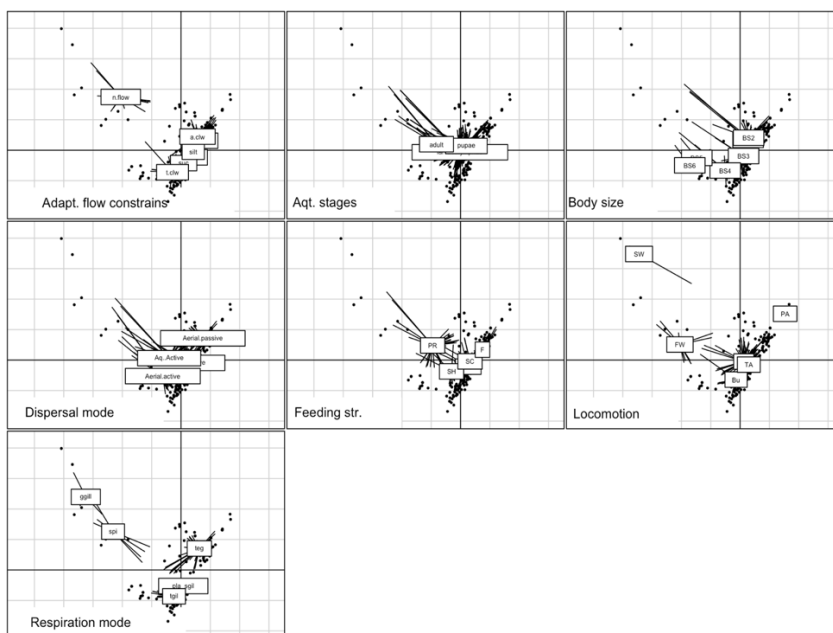 n.flow
a.clw
silt
t.clw
Adapt. flow constrains
adult
pupae
Aqt. stages
BS2
BS3
BS6
BS4
Body size
Aerial.passive
Aq..Active
Aerial.active
Dispersal mode
PR
F
SC
SH
Feeding str.
SW
PA
FW
TA
Bu
Locomotion
ggill
spi
teg
tgil
Respiration mode